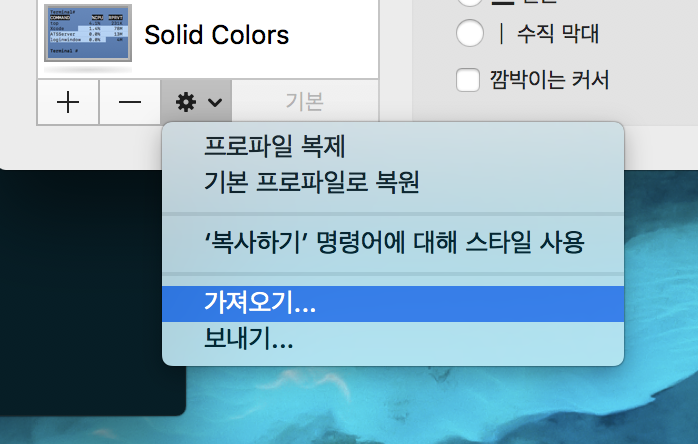 Solid Colors
수직 막대
깜박이는 커서
기본
프로파일 복제
기본 프로파일로 복원
‘복사하기’ 명령어에 대해 스타일 사용
가져오기...
보내기...